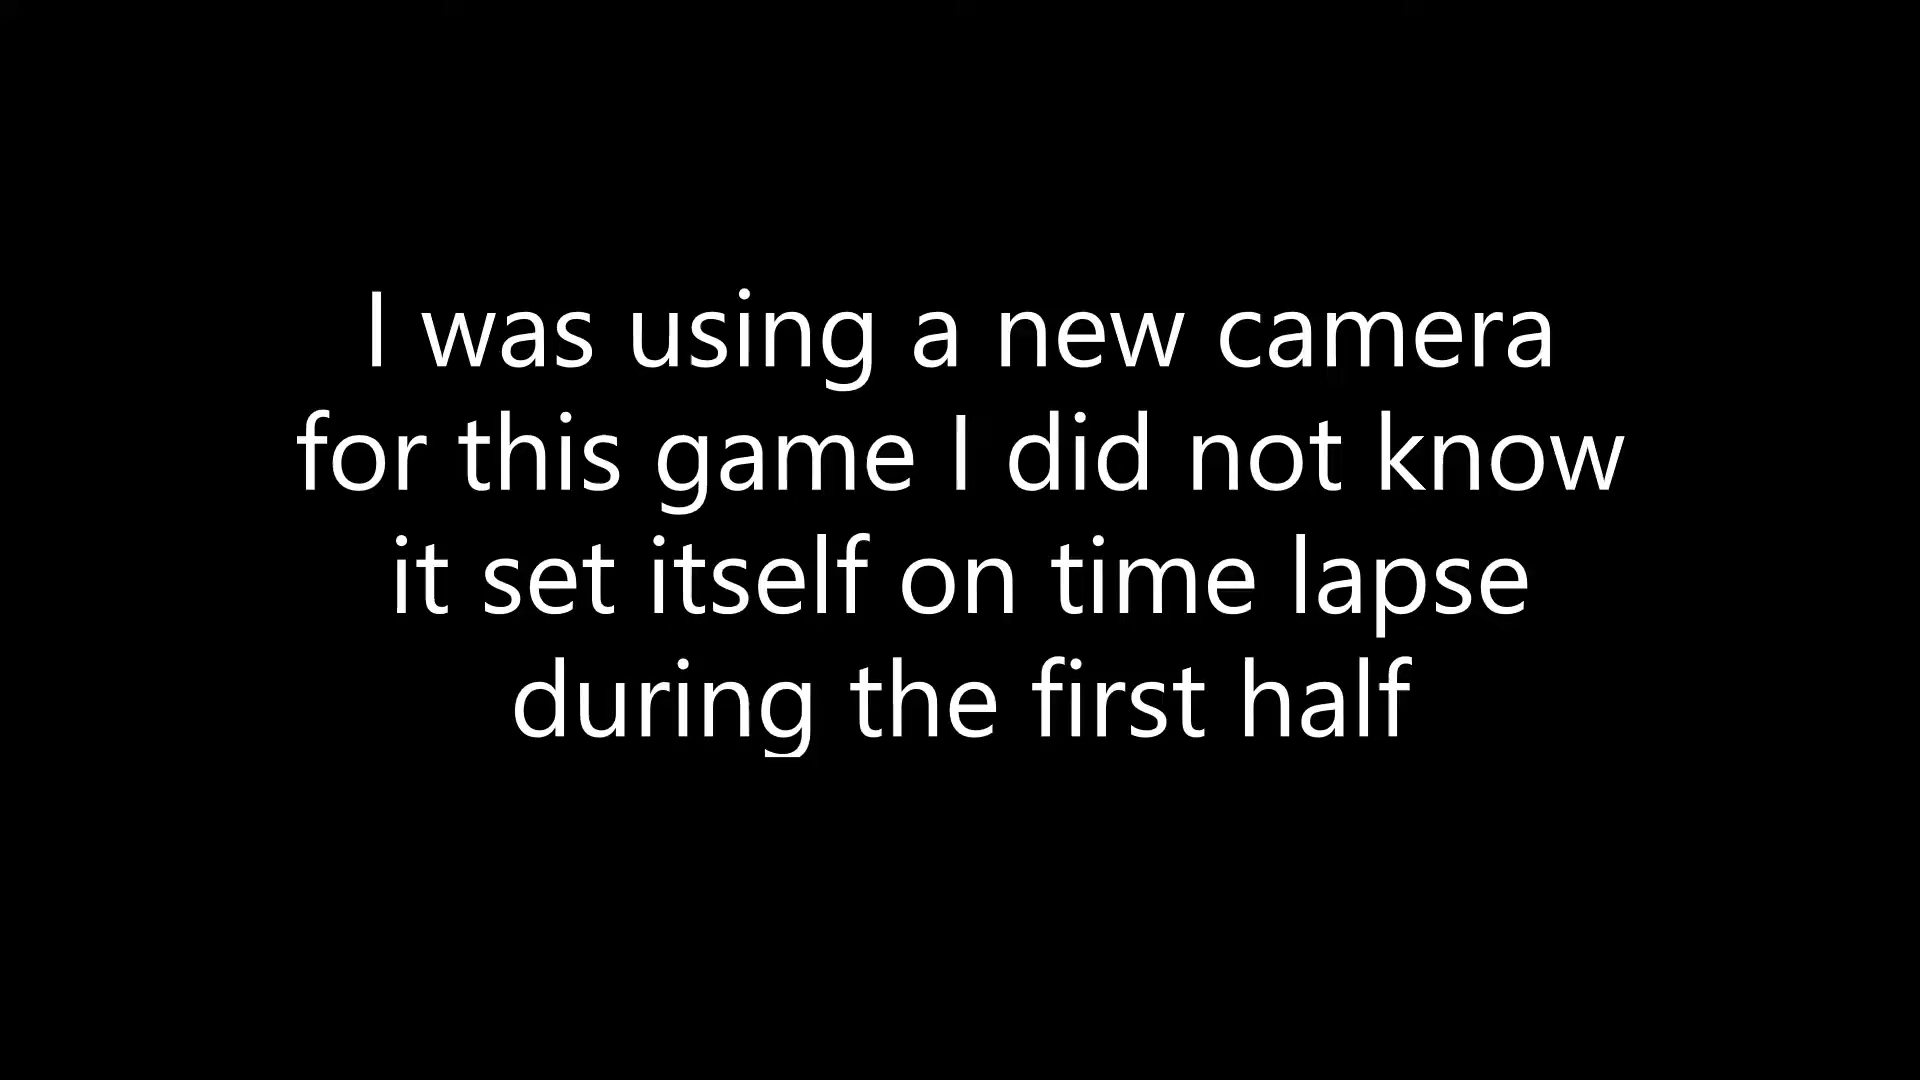 I was using a new camera
for this game I did not know
it set itself on time lapse
during the first half